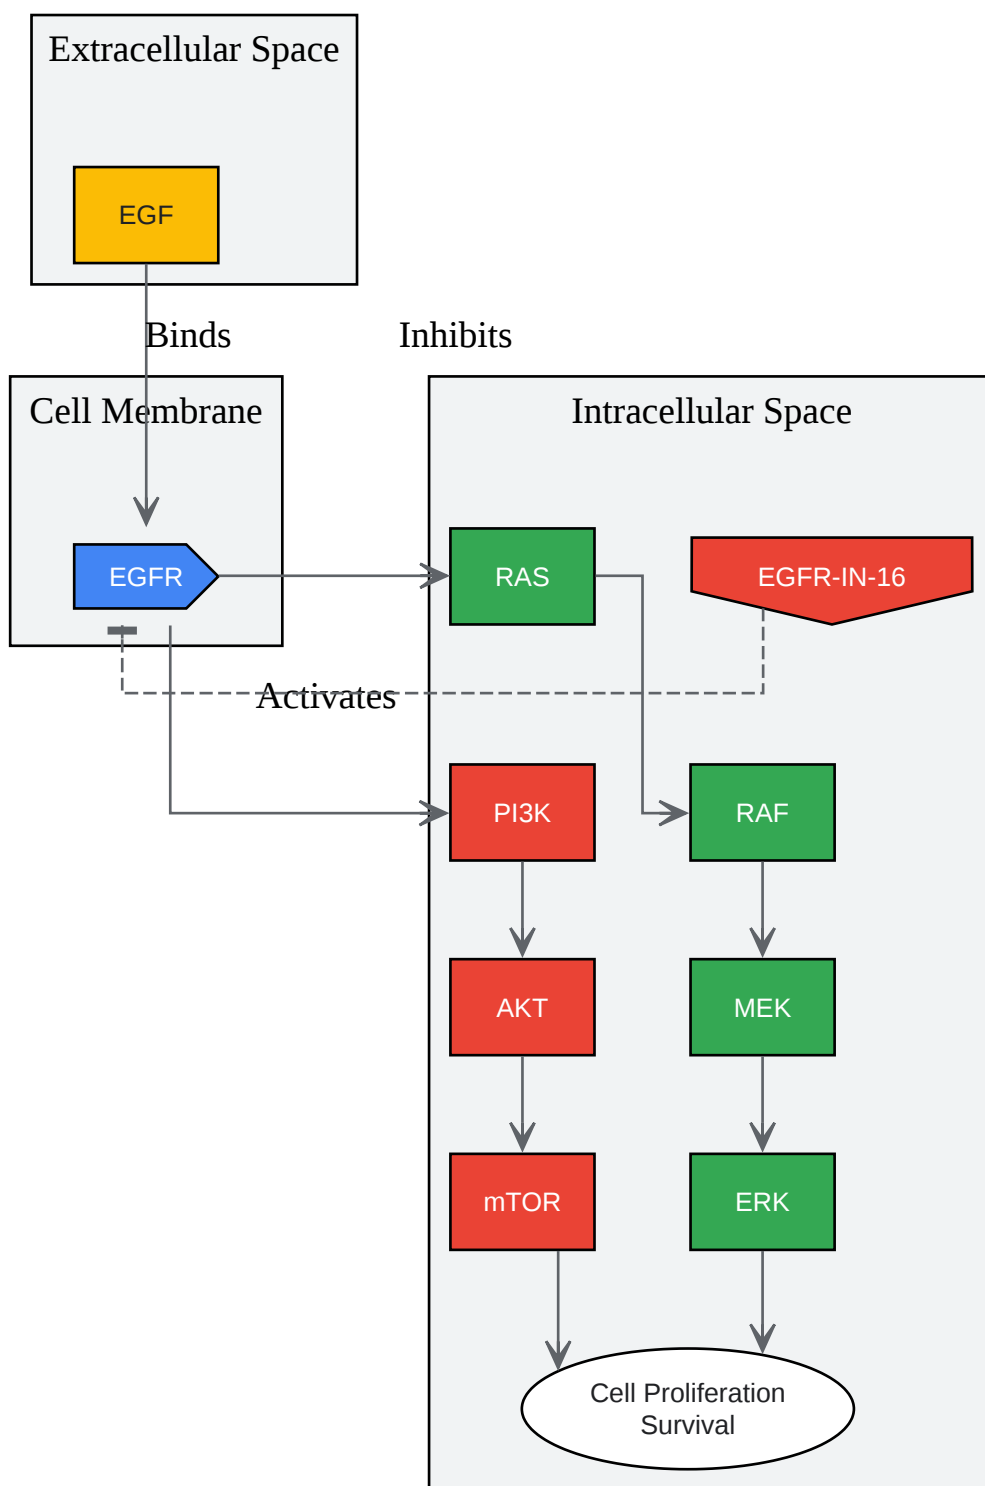 Extracellular Space
EGF
Binds
Inhibits
Cell Membrane
Intracellular Space
EGFR
RAS
EGFR-IN-16
Activates
PI3K
RAF
AKT
MEK
mTOR
ERK
Cell Proliferation
Survival